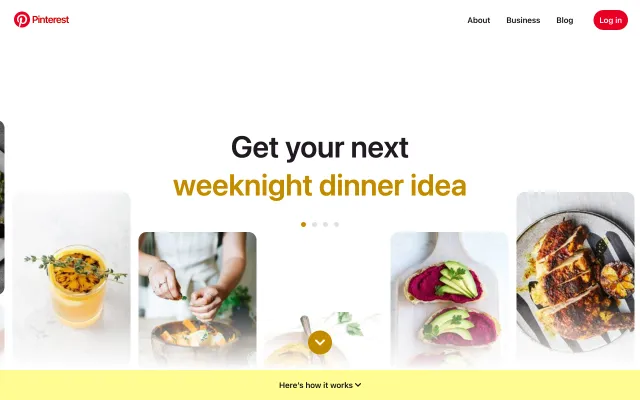 Pinterest
About
Business
Blog
Log in
Get your next
weeknight dinner idea
Here's how it works